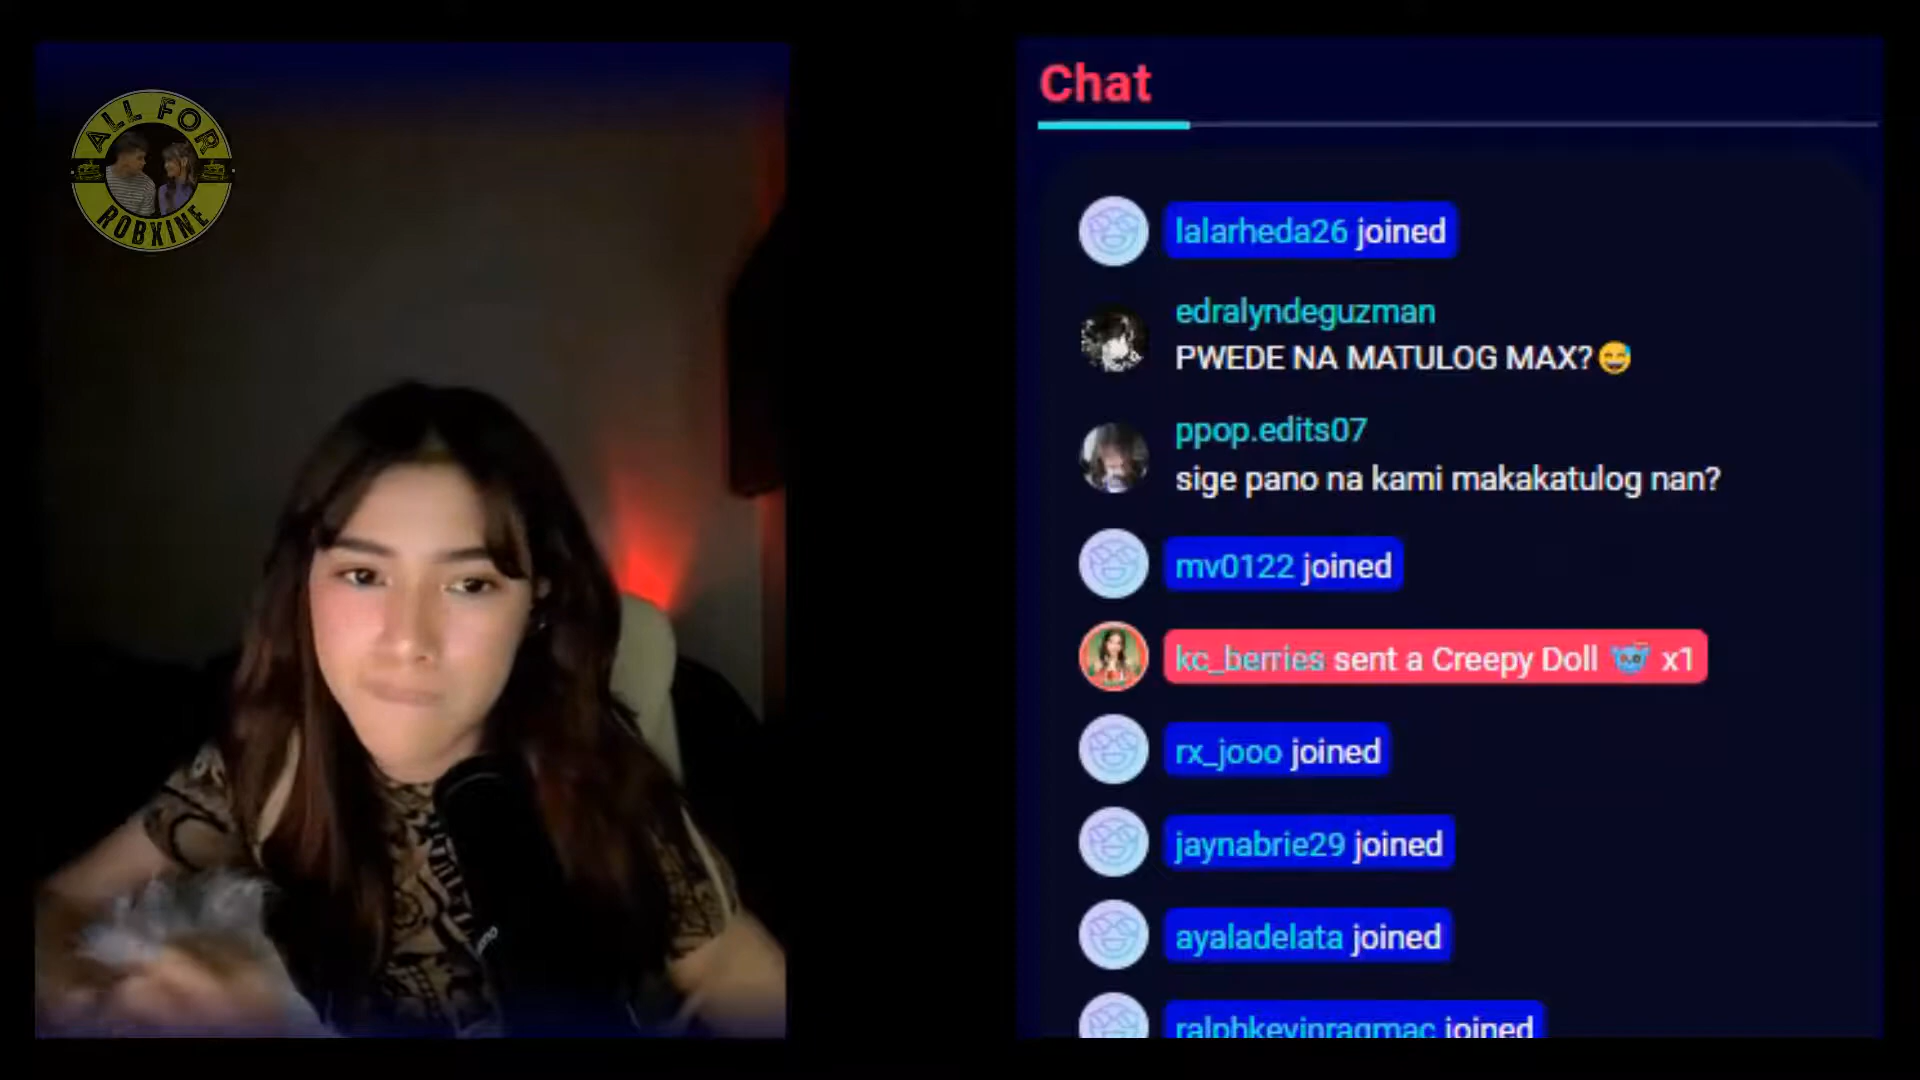 ALL FOR
ROBXINE
Chat
lalarheda26 joined
edralyndeguzman
PWEDE NA MATULOG MAX?😅
ppop.edits07
sige pano na kami makakatulog nan?
mv0122 joined
kc_berries sent a Creepy Doll x1
rx_jooo joined
jaynabrie29 joined
ayaladelata joined
ralphkevinragmac joined